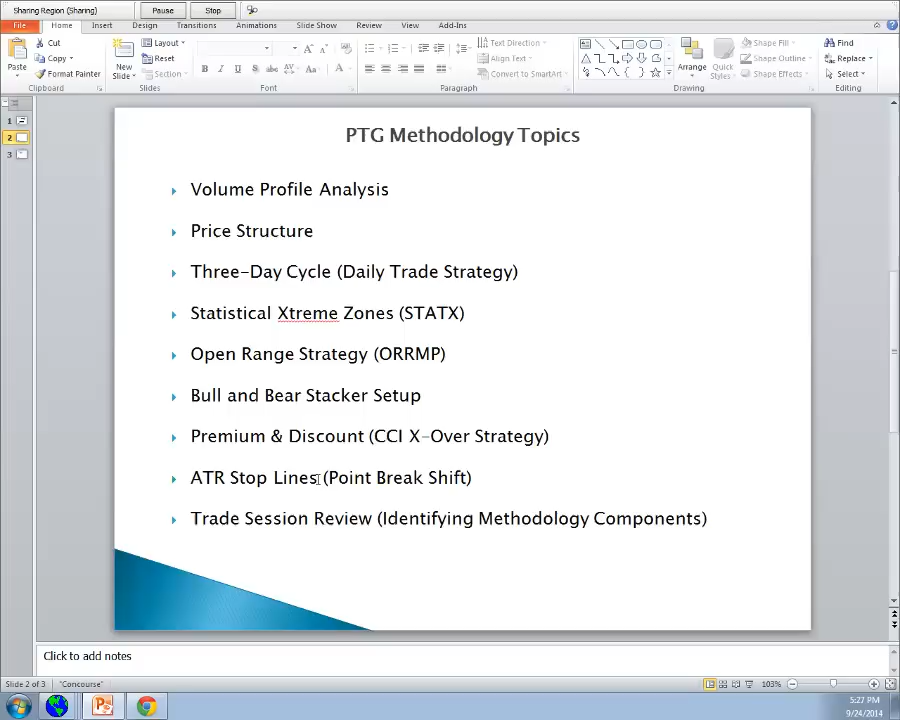 Sharing Region (Sharing) Pause Stop
File Home Insert Design Transitions Animations Slide Show Review View Add-Ins
Paste Cut Copy Format Painter
New Slide Layout Reset Section
Text Direction Align Text Convert to SmartArt
Arrange Quick Styles Shape Fill Shape Outline Shape Effects
Find Replace Select
Clipboard Slides Font Paragraph Drawing Editing
1
2
3
PTG Methodology Topics
Volume Profile Analysis
Price Structure
Three-Day Cycle (Daily Trade Strategy)
Statistical Xtreme Zones (STATX)
Open Range Strategy (ORRMP)
Bull and Bear Stacker Setup
Premium & Discount (CCI X-Over Strategy)
ATR Stop Lines (Point Break Shift)
Trade Session Review (Identifying Methodology Components)
Click to add notes
Slide 2 of 3 "Concourse" 103%
5:27 PM
9/24/2014